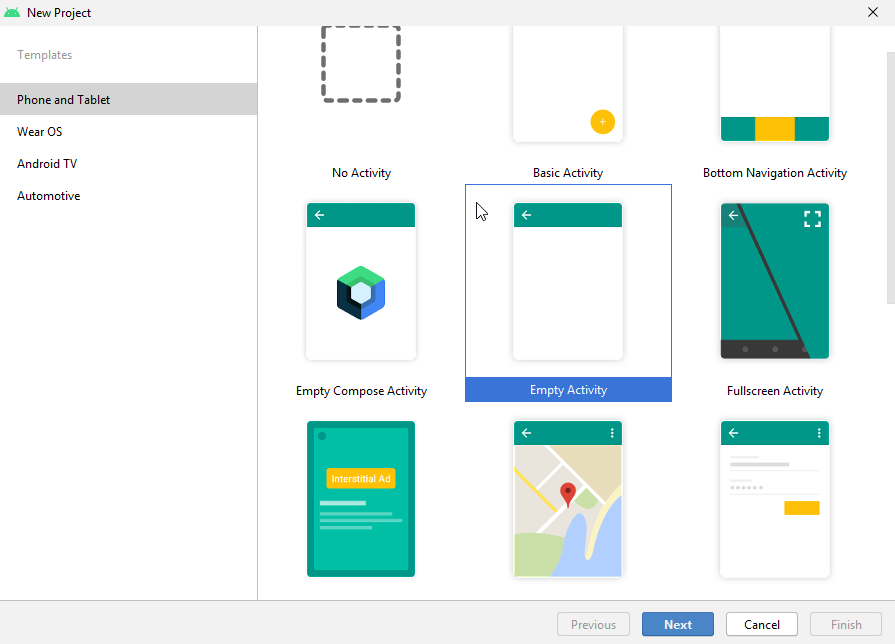 New Project
Templates
Phone and Tablet
Wear OS
Android TV
Automotive
No Activity
Basic Activity
Bottom Navigation Activity
Empty Compose Activity
Empty Activity
Fullscreen Activity
Interstitial Ad
Previous
Next
Cancel
Finish